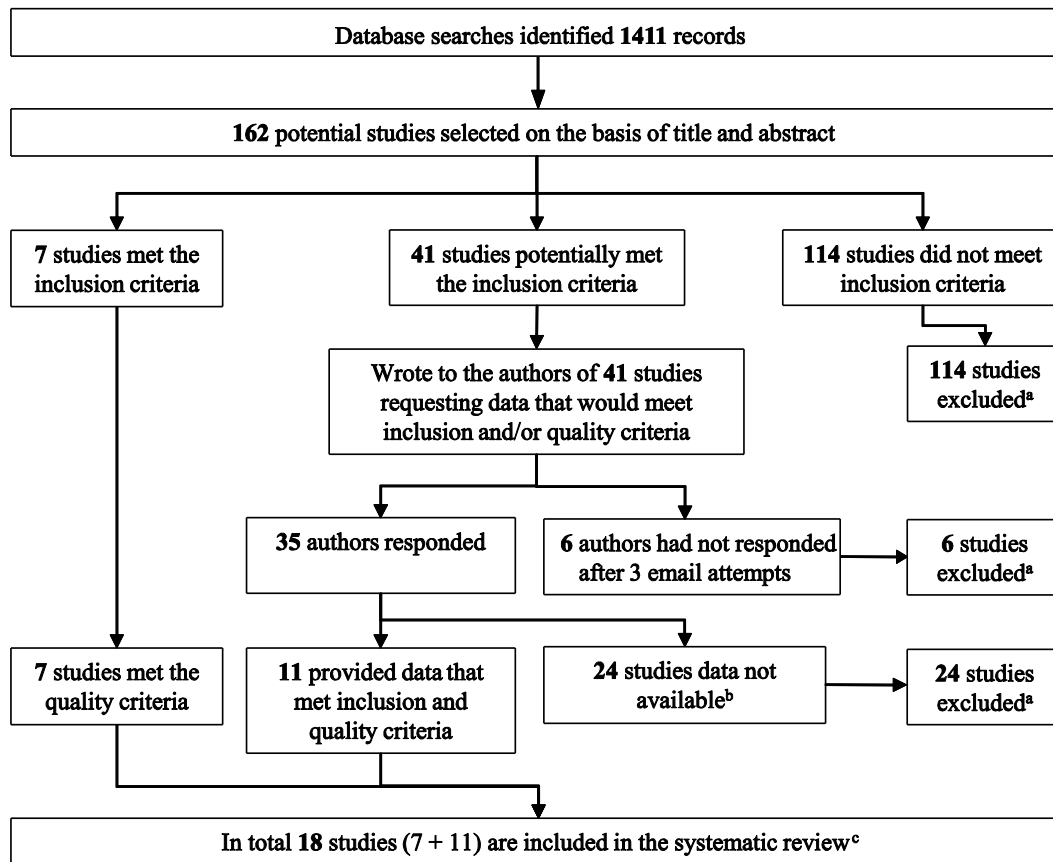 Database searches identified 1411 records
162 potential studies selected on the basis of title and abstract
7 studies met the
inclusion criteria
41 studies potentially met
the inclusion criteria
114 studies did not meet
inclusion criteria
114 studies
excludedᵃ
Wrote to the authors of 41 studies
requesting data that would meet
inclusion and/or quality criteria
35 authors responded
6 authors had not responded
after 3 email attempts
6 studies
excludedᵃ
7 studies met the
quality criteria
11 provided data that
met inclusion and
quality criteria
24 studies data not
availableᵇ
24 studies
excludedᵃ
In total 18 studies (7 + 11) are included in the systematic reviewᶜ